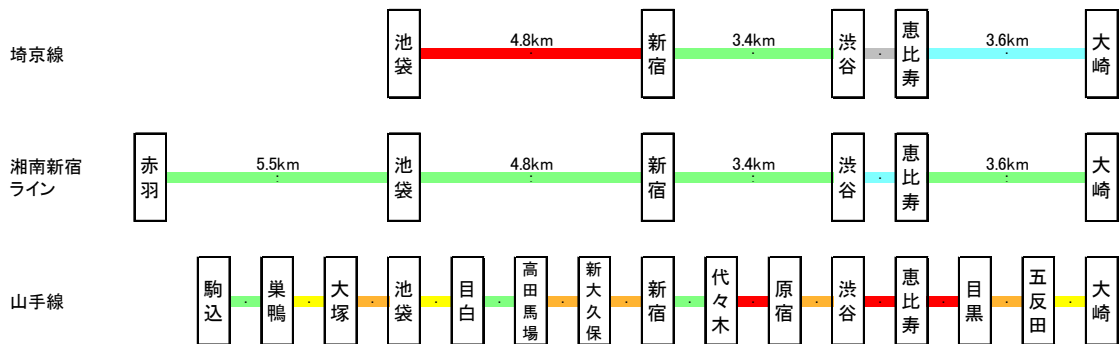 4.8km
3.4km
3.6km
埼京線
池袋
新宿
渋谷
恵比寿
大崎
5.5km
4.8km
3.4km
3.6km
湘南新宿
ライン
赤羽
池袋
新宿
渋谷
恵比寿
大崎
山手線
駒込
巣鴨
大塚
池袋
目白
高田馬場
新大久保
新宿
代々木
原宿
渋谷
恵比寿
目黒
五反田
大崎